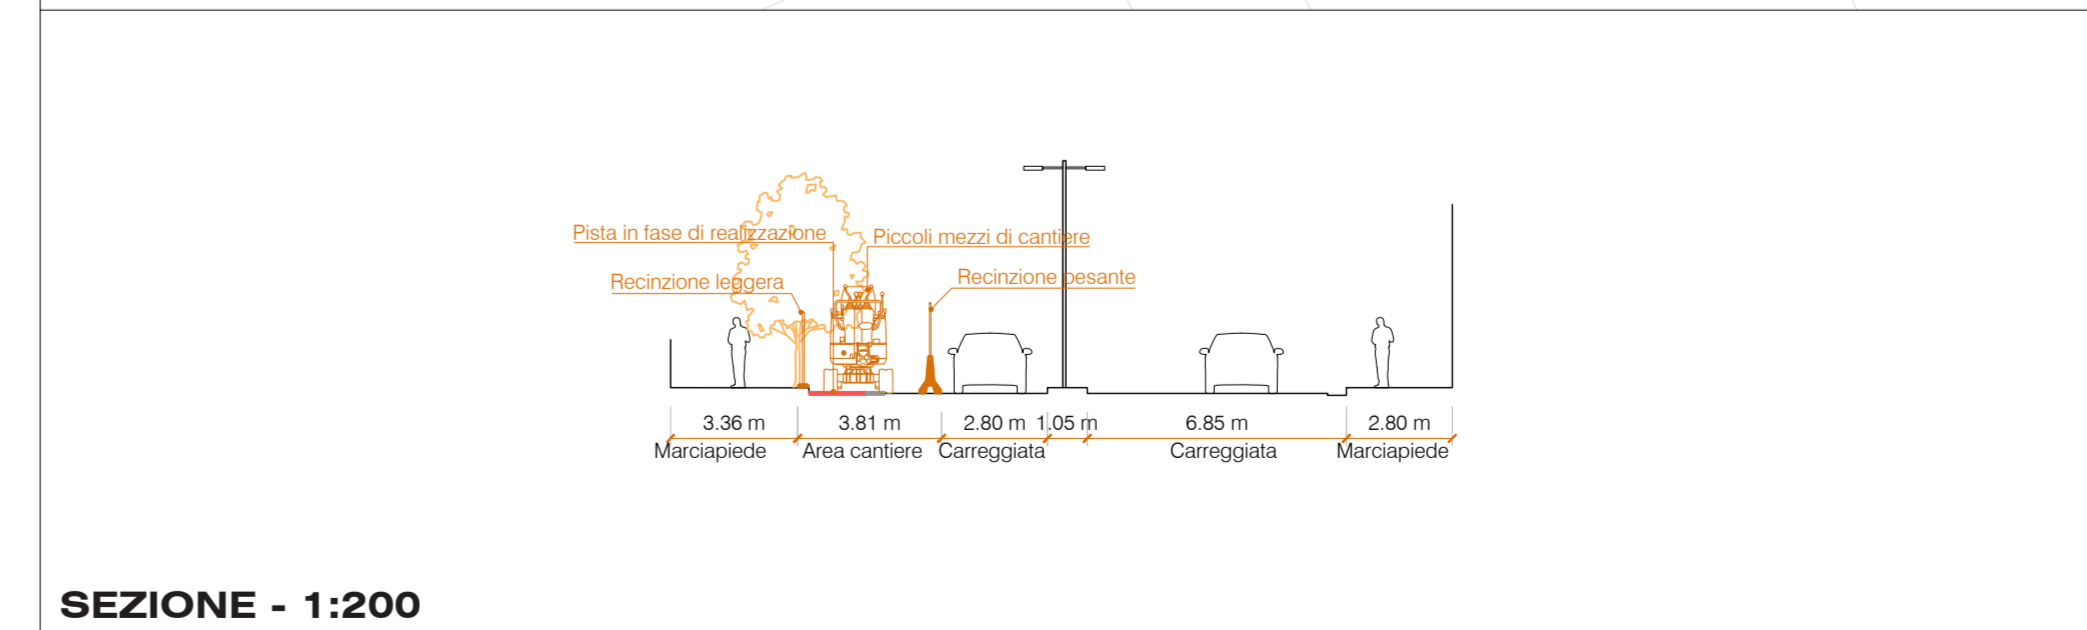 Pista in fase di realizzazione
Piccoli mezzi di cantiere
Recinzione leggera
Recinzione pesante
3.36 m 3.81 m 2.80 m 1.05 m 6.85 m 2.80 m
Marciapiede Area cantiere Carreggiata Carreggiata Marciapiede
SEZIONE - 1:200